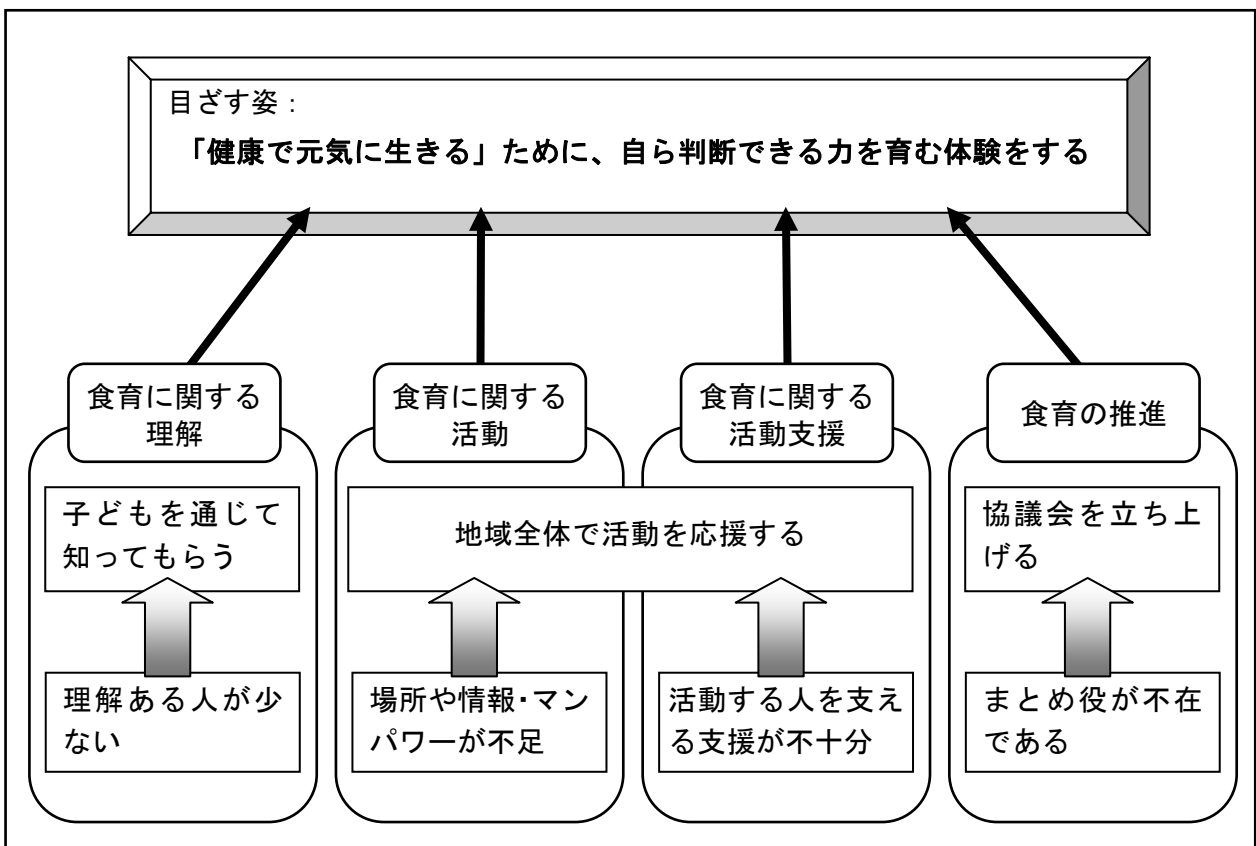 目ざす姿：
「健康で元気に生きる」ために、自ら判断できる力を育む体験をする
食育に関する
理解
食育に関する
活動
食育に関する
活動支援
食育の推進
子どもを通じて
知ってもらう
地域全体で活動を応援する
協議会を立ち上
げる
理解ある人が少
ない
場所や情報・マン
パワーが不足
活動する人を支え
る支援が不十分
まとめ役が不在
である